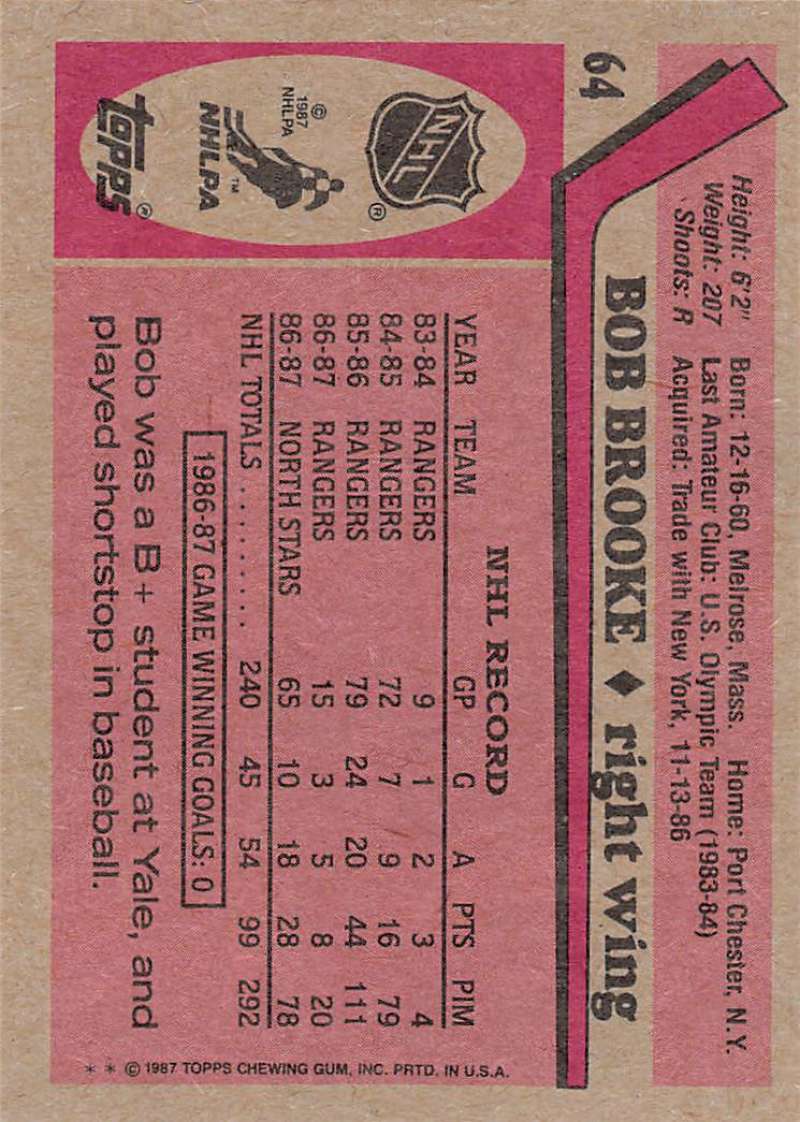 64
Height: 6'2" Born: 12-16-60, Melrose, Mass. Home: Port Chester, N.Y.
Weight: 207 Last Amateur Club: U.S. Olympic Team (1983-84)
Shoots: R Acquired: Trade with New York, 11-13-86
BOB BROOKE ♦ right wing
NHL ®
© 1987 NHLPA
NHLPA ™
TOPPS ®
NHL RECORD
YEAR TEAM GP G A PTS PIM
83-84 RANGERS 9 1 2 3 4
84-85 RANGERS 72 7 9 16 79
85-86 RANGERS 79 24 20 44 111
86-87 RANGERS 15 3 5 8 20
86-87 NORTH STARS 65 10 18 28 78
NHL TOTALS .......... 240 45 54 99 292
1986-87 GAME WINNING GOALS: 0
Bob was a B+ student at Yale, and
played shortstop in baseball.
* * © 1987 TOPPS CHEWING GUM, INC. PRTD. IN U.S.A.